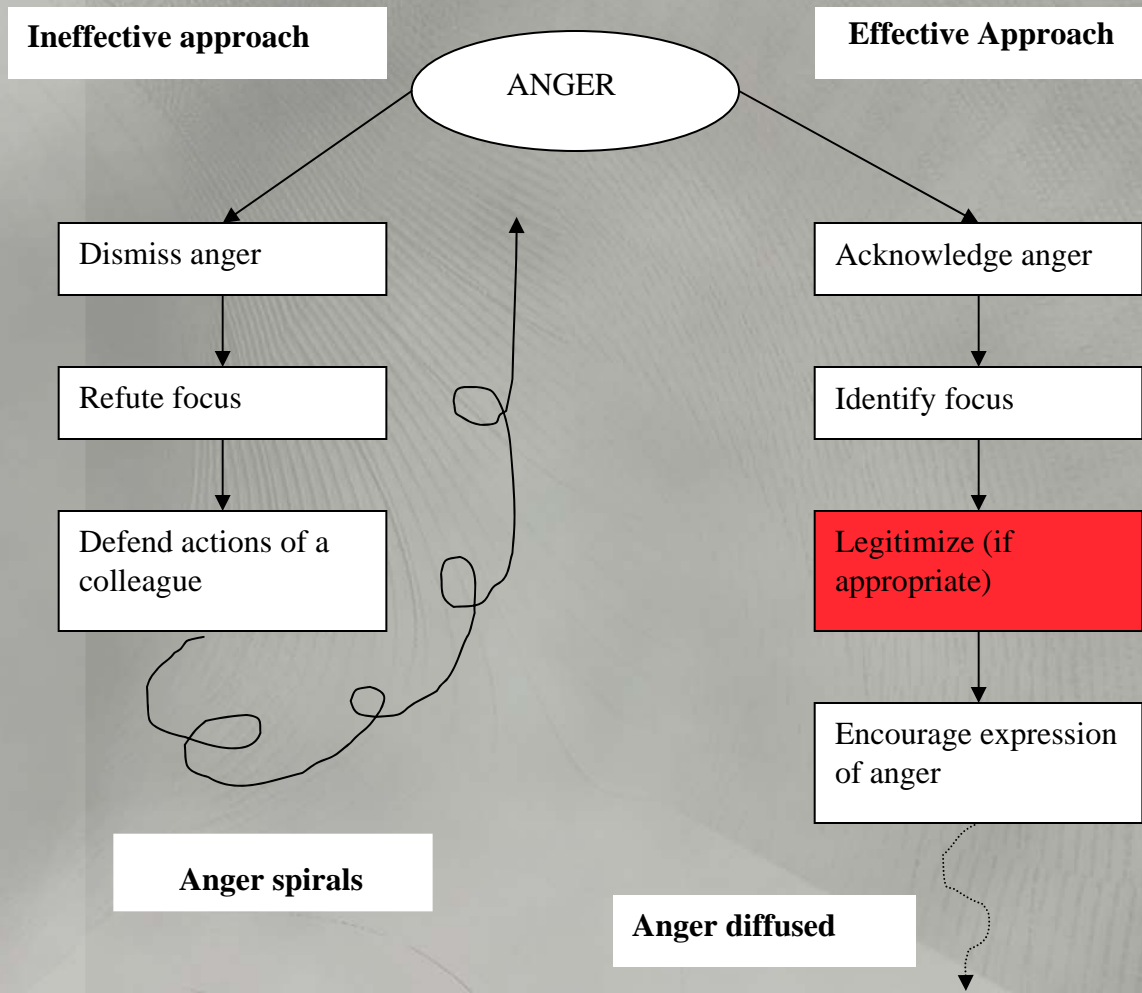 Ineffective approach
Effective Approach
ANGER
Dismiss anger
Refute focus
Defend actions of a
colleague
Anger spirals
Acknowledge anger
Identify focus
Legitimize (if
appropriate)
Encourage expression
of anger
Anger diffused